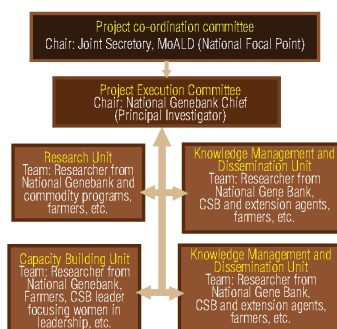 Project co-ordination committee
Chair: Joint Secretary, MoALD (National Focal Point)
Project Execution Committee
Chair: National Genebank Chief
(Principal Investigator)
Research Unit
Team: Researcher from
National Genebank and
commodity programs,
farmers, etc.
Knowledge Management and
Dissemination Unit
Team: Researcher from
National Gene Bank,
CSB and extension agents,
farmers, etc.
Capacity Building Unit
Team: Researcher from
National Genebank,
Farmers, CSB leader
focusing women in
leadership, etc.
Knowledge Management and
Dissemination Unit
Team: Researcher from
National Gene Bank,
CSB and extension agents,
farmers, etc.